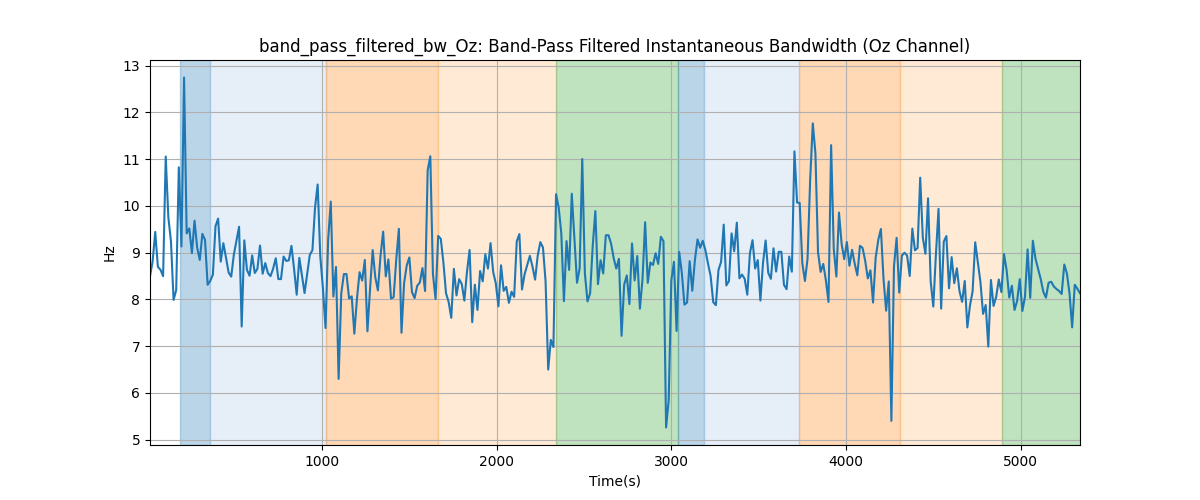 band_pass_filtered_bw_Oz: Band-Pass Filtered Instantaneous Bandwidth (Oz Channel)
13
12
11
10
9
8
7
6
5
Hz
1000 2000 3000 4000 5000
Time(s)